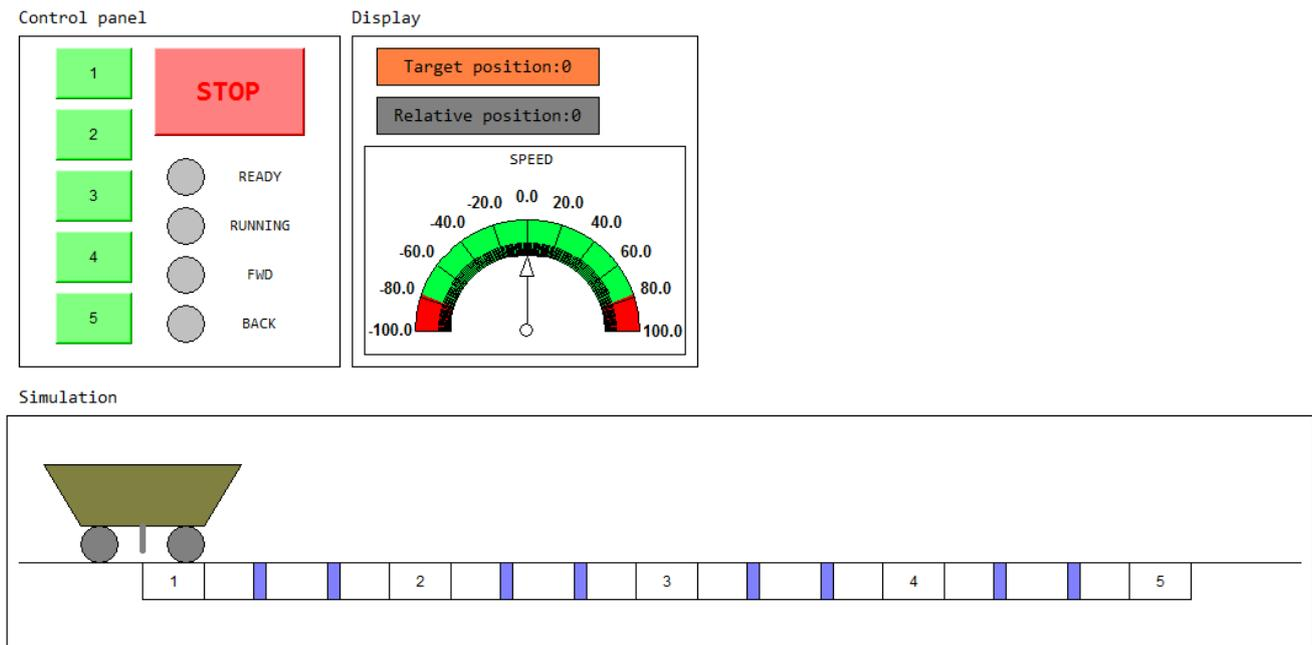 Control panel
1
2
3
4
5
STOP
READY
RUNNING
FWD
BACK
Display
Target position:0
Relative position:0
SPEED
-100.0
-80.0
-60.0
-40.0
-20.0
0.0
20.0
40.0
60.0
80.0
100.0
Simulation
1
2
3
4
5